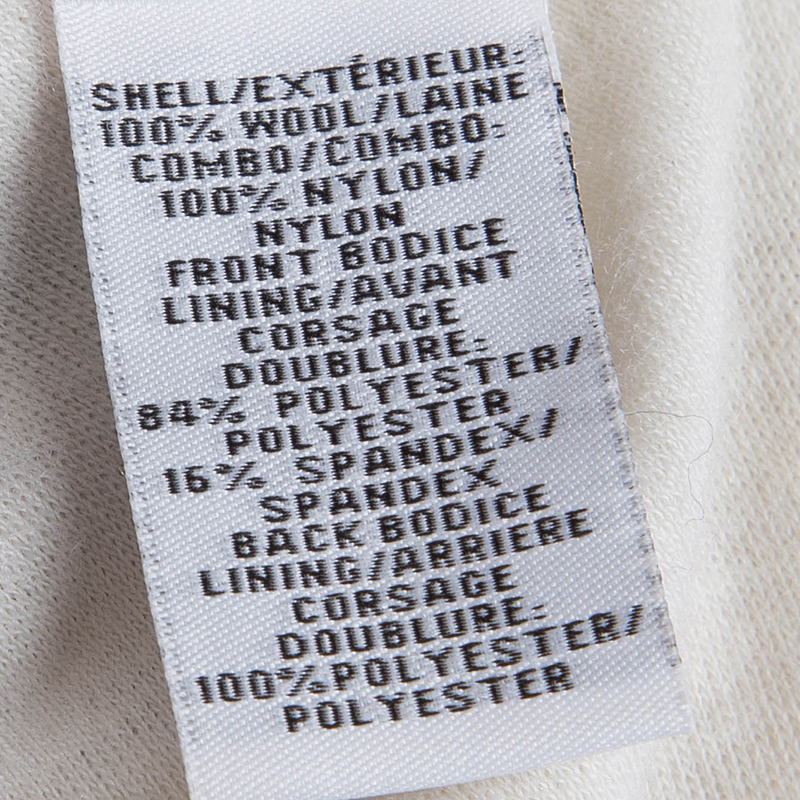 SHELL/EXTÉRIEUR:
100% WOOL/LAINE
COMBO/COMBO:
100% NYLON/
NYLON
FRONT BODICE
LINING/AVANT
CORSAGE
DOUBLURE:
84% POLYESTER/
POLYESTER
16% SPANDEX/
SPANDEX
BACK BODICE
LINING/ARRIERE
CORSAGE
DOUBLURE:
100%POLYESTER/
POLYESTER